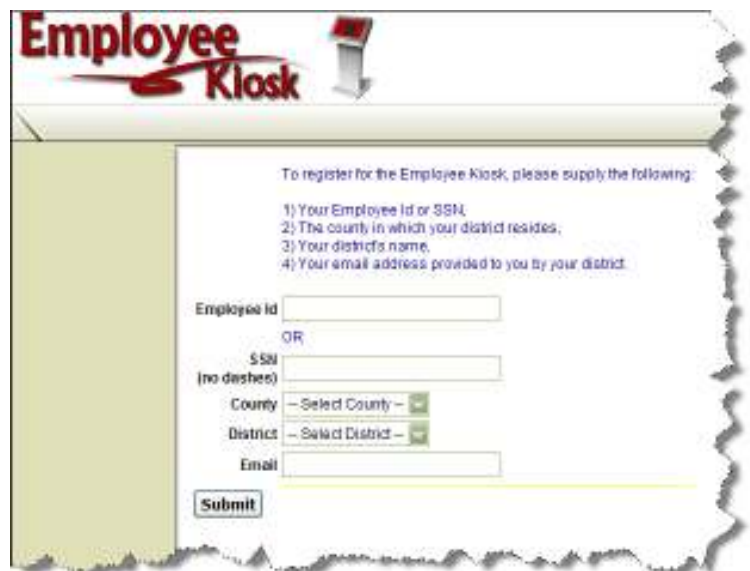 Employee
Kiosk
To register for the Employee Kiosk, please supply the following:
1) Your Employee Id or SSN,
2) The county in which your district resides,
3) Your district's name,
4) Your email address provided to you by your district.
Employee Id
OR
SSN
(no dashes)
County -- Select County --
District -- Select District --
Email
Submit